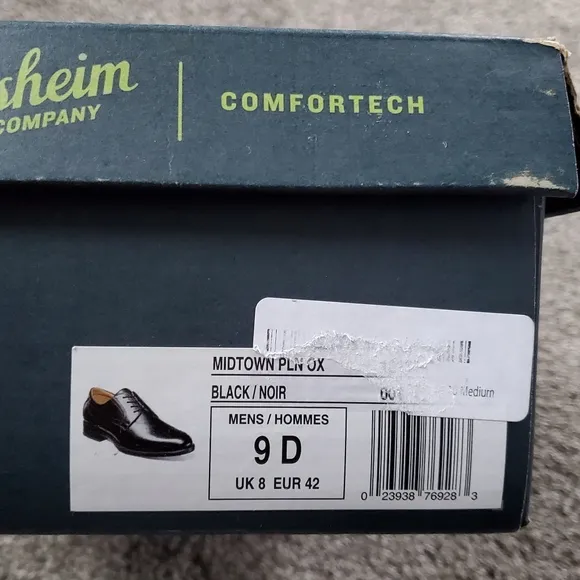 sheim
COMPANY
COMFORTECH
MIDTOWN PLN OX
BLACK / NOIR
Medium
MENS / HOMMES
9 D
UK 8 EUR 42
0 23938 76928 3